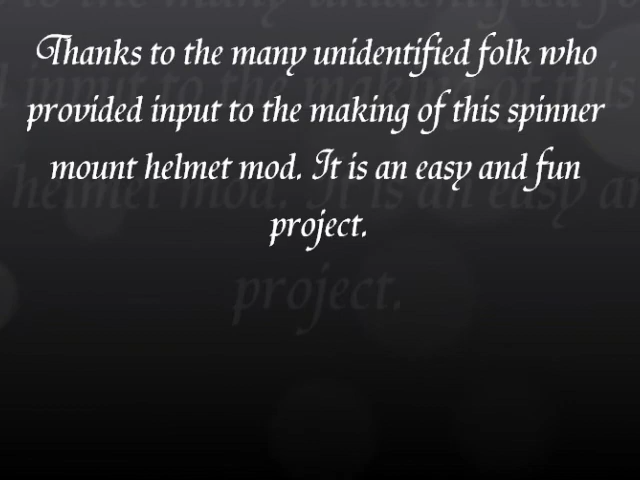 Thanks to the many unidentified folk who
provided input to the making of this spinner
mount helmet mod. It is an easy and fun
project.